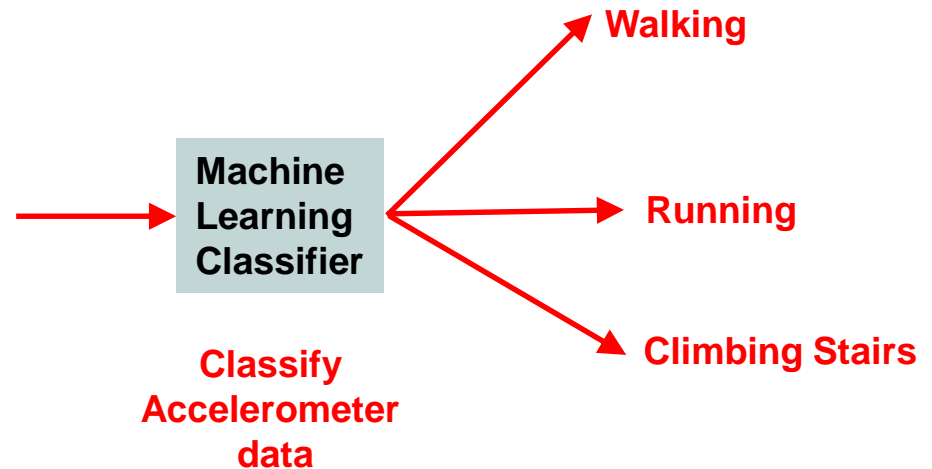 Walking
Machine
Learning
Classifier
Running
Climbing Stairs
Classify
Accelerometer
data